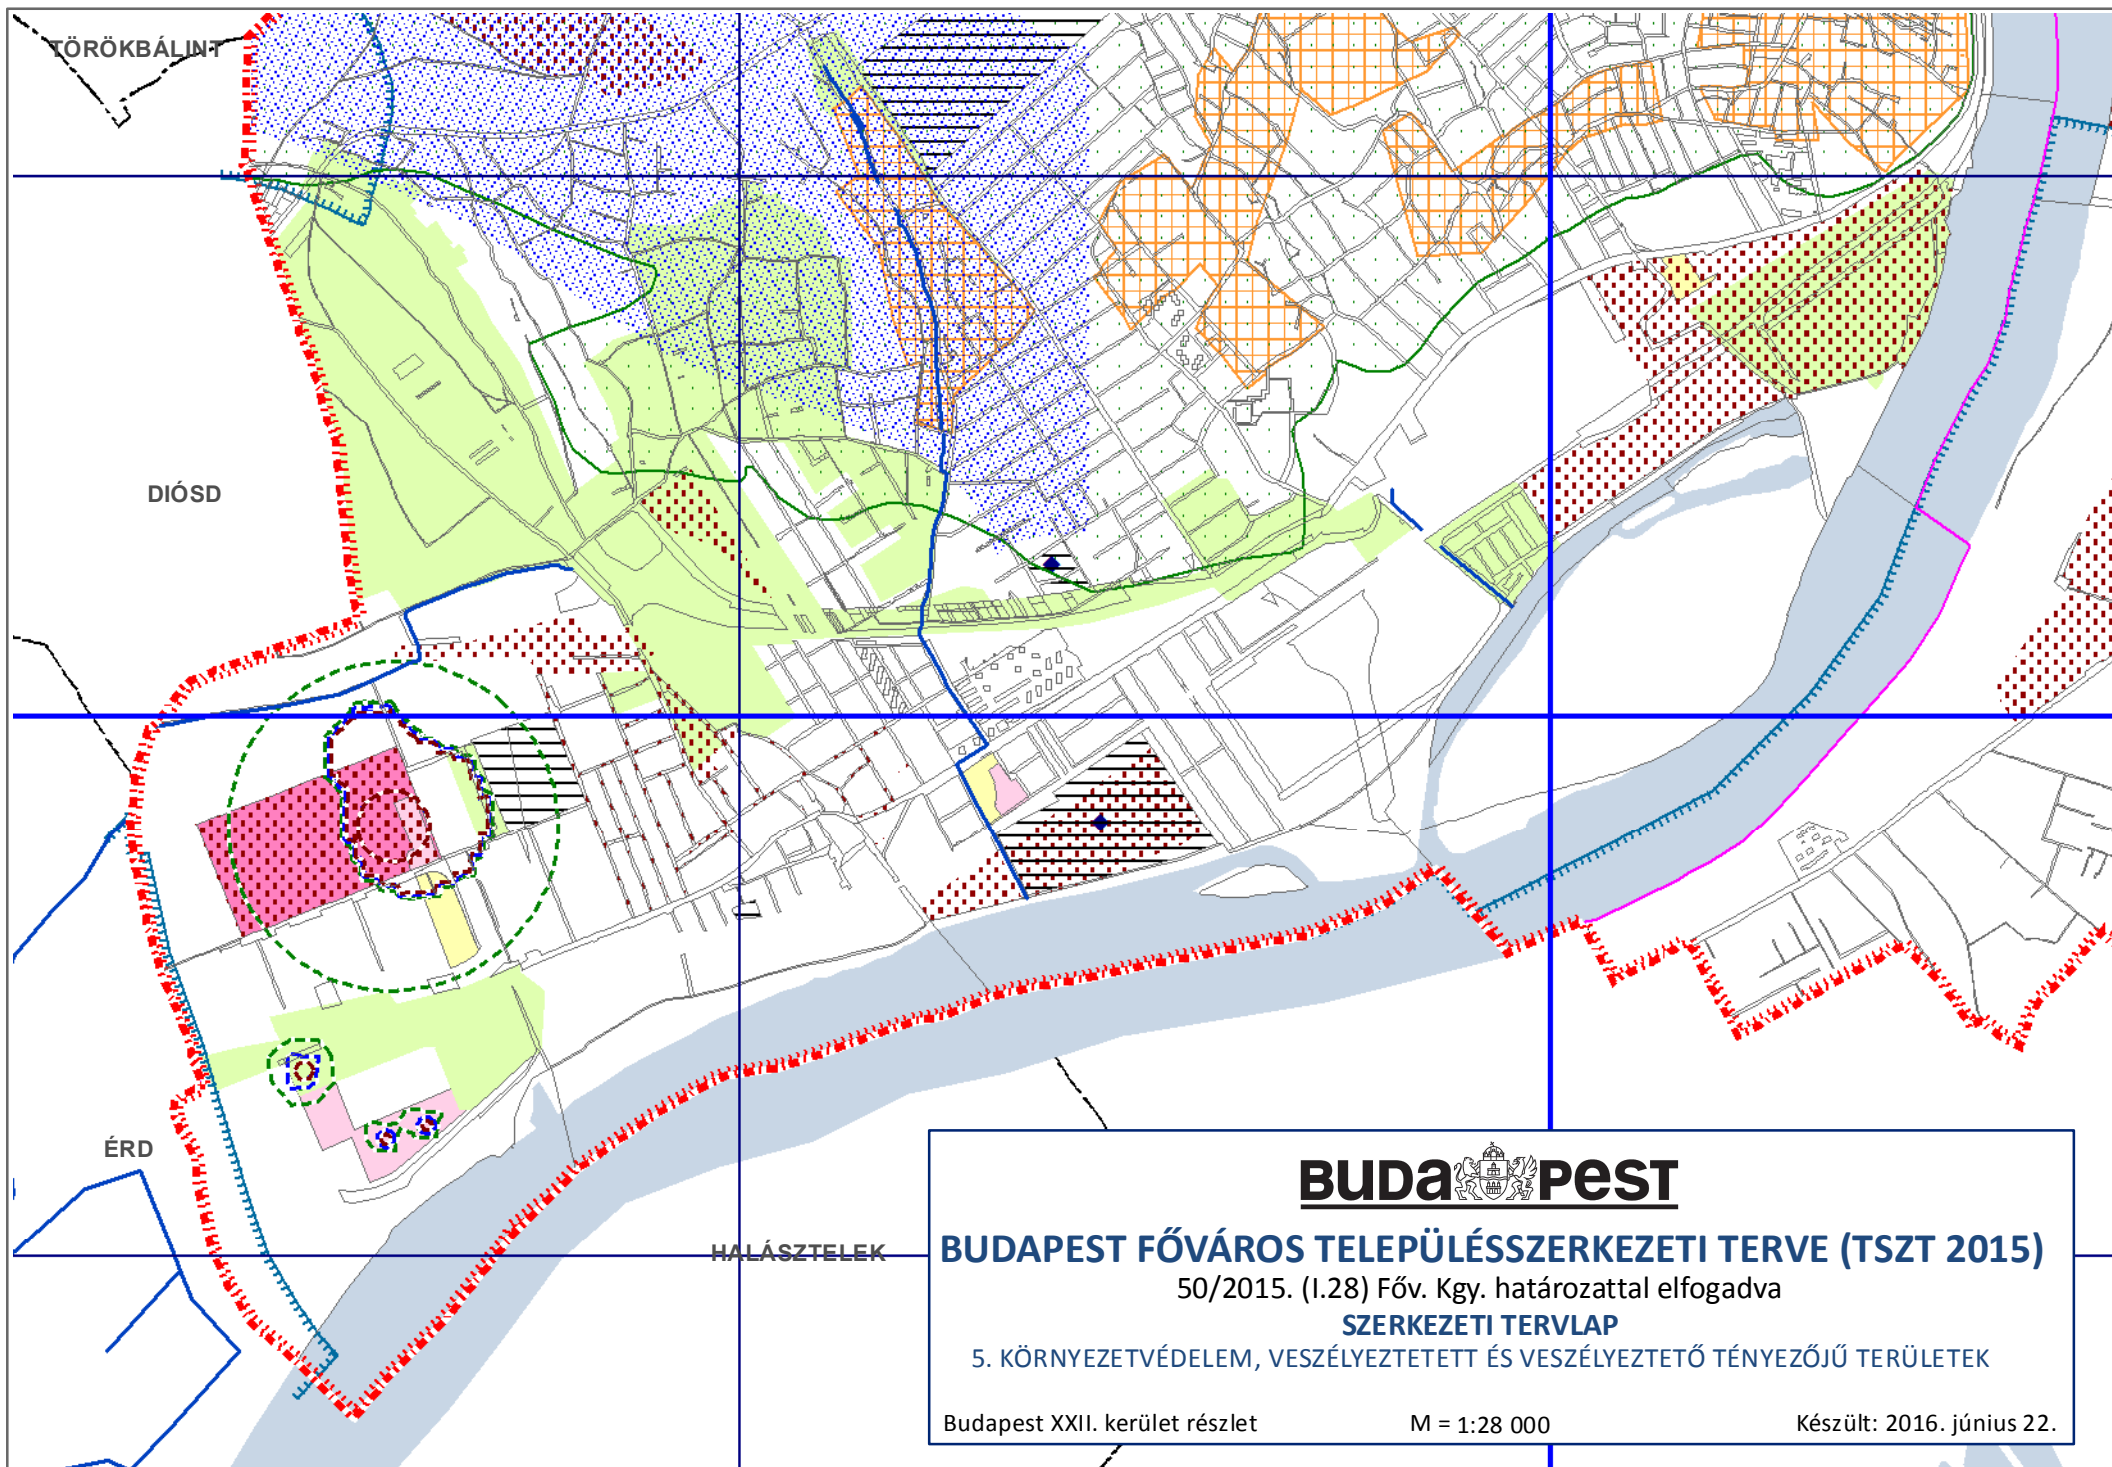 TÖRÖKBÁLINT
DIÓSD
ÉRD
HALÁSZTELEK
BUDaPeST
BUDAPEST FŐVÁROS TELEPÜLÉSSZERKEZETI TERVE (TSZT 2015)
50/2015. (I.28) Főv. Kgy. határozattal elfogadva
SZERKEZETI TERVLAP
5. KÖRNYEZETVÉDELEM, VESZÉLYEZTETETT ÉS VESZÉLYEZTETŐ TÉNYEZŐJŰ TERÜLETEK
Budapest XXII. kerület részlet M = 1:28 000 Készült: 2016. június 22.